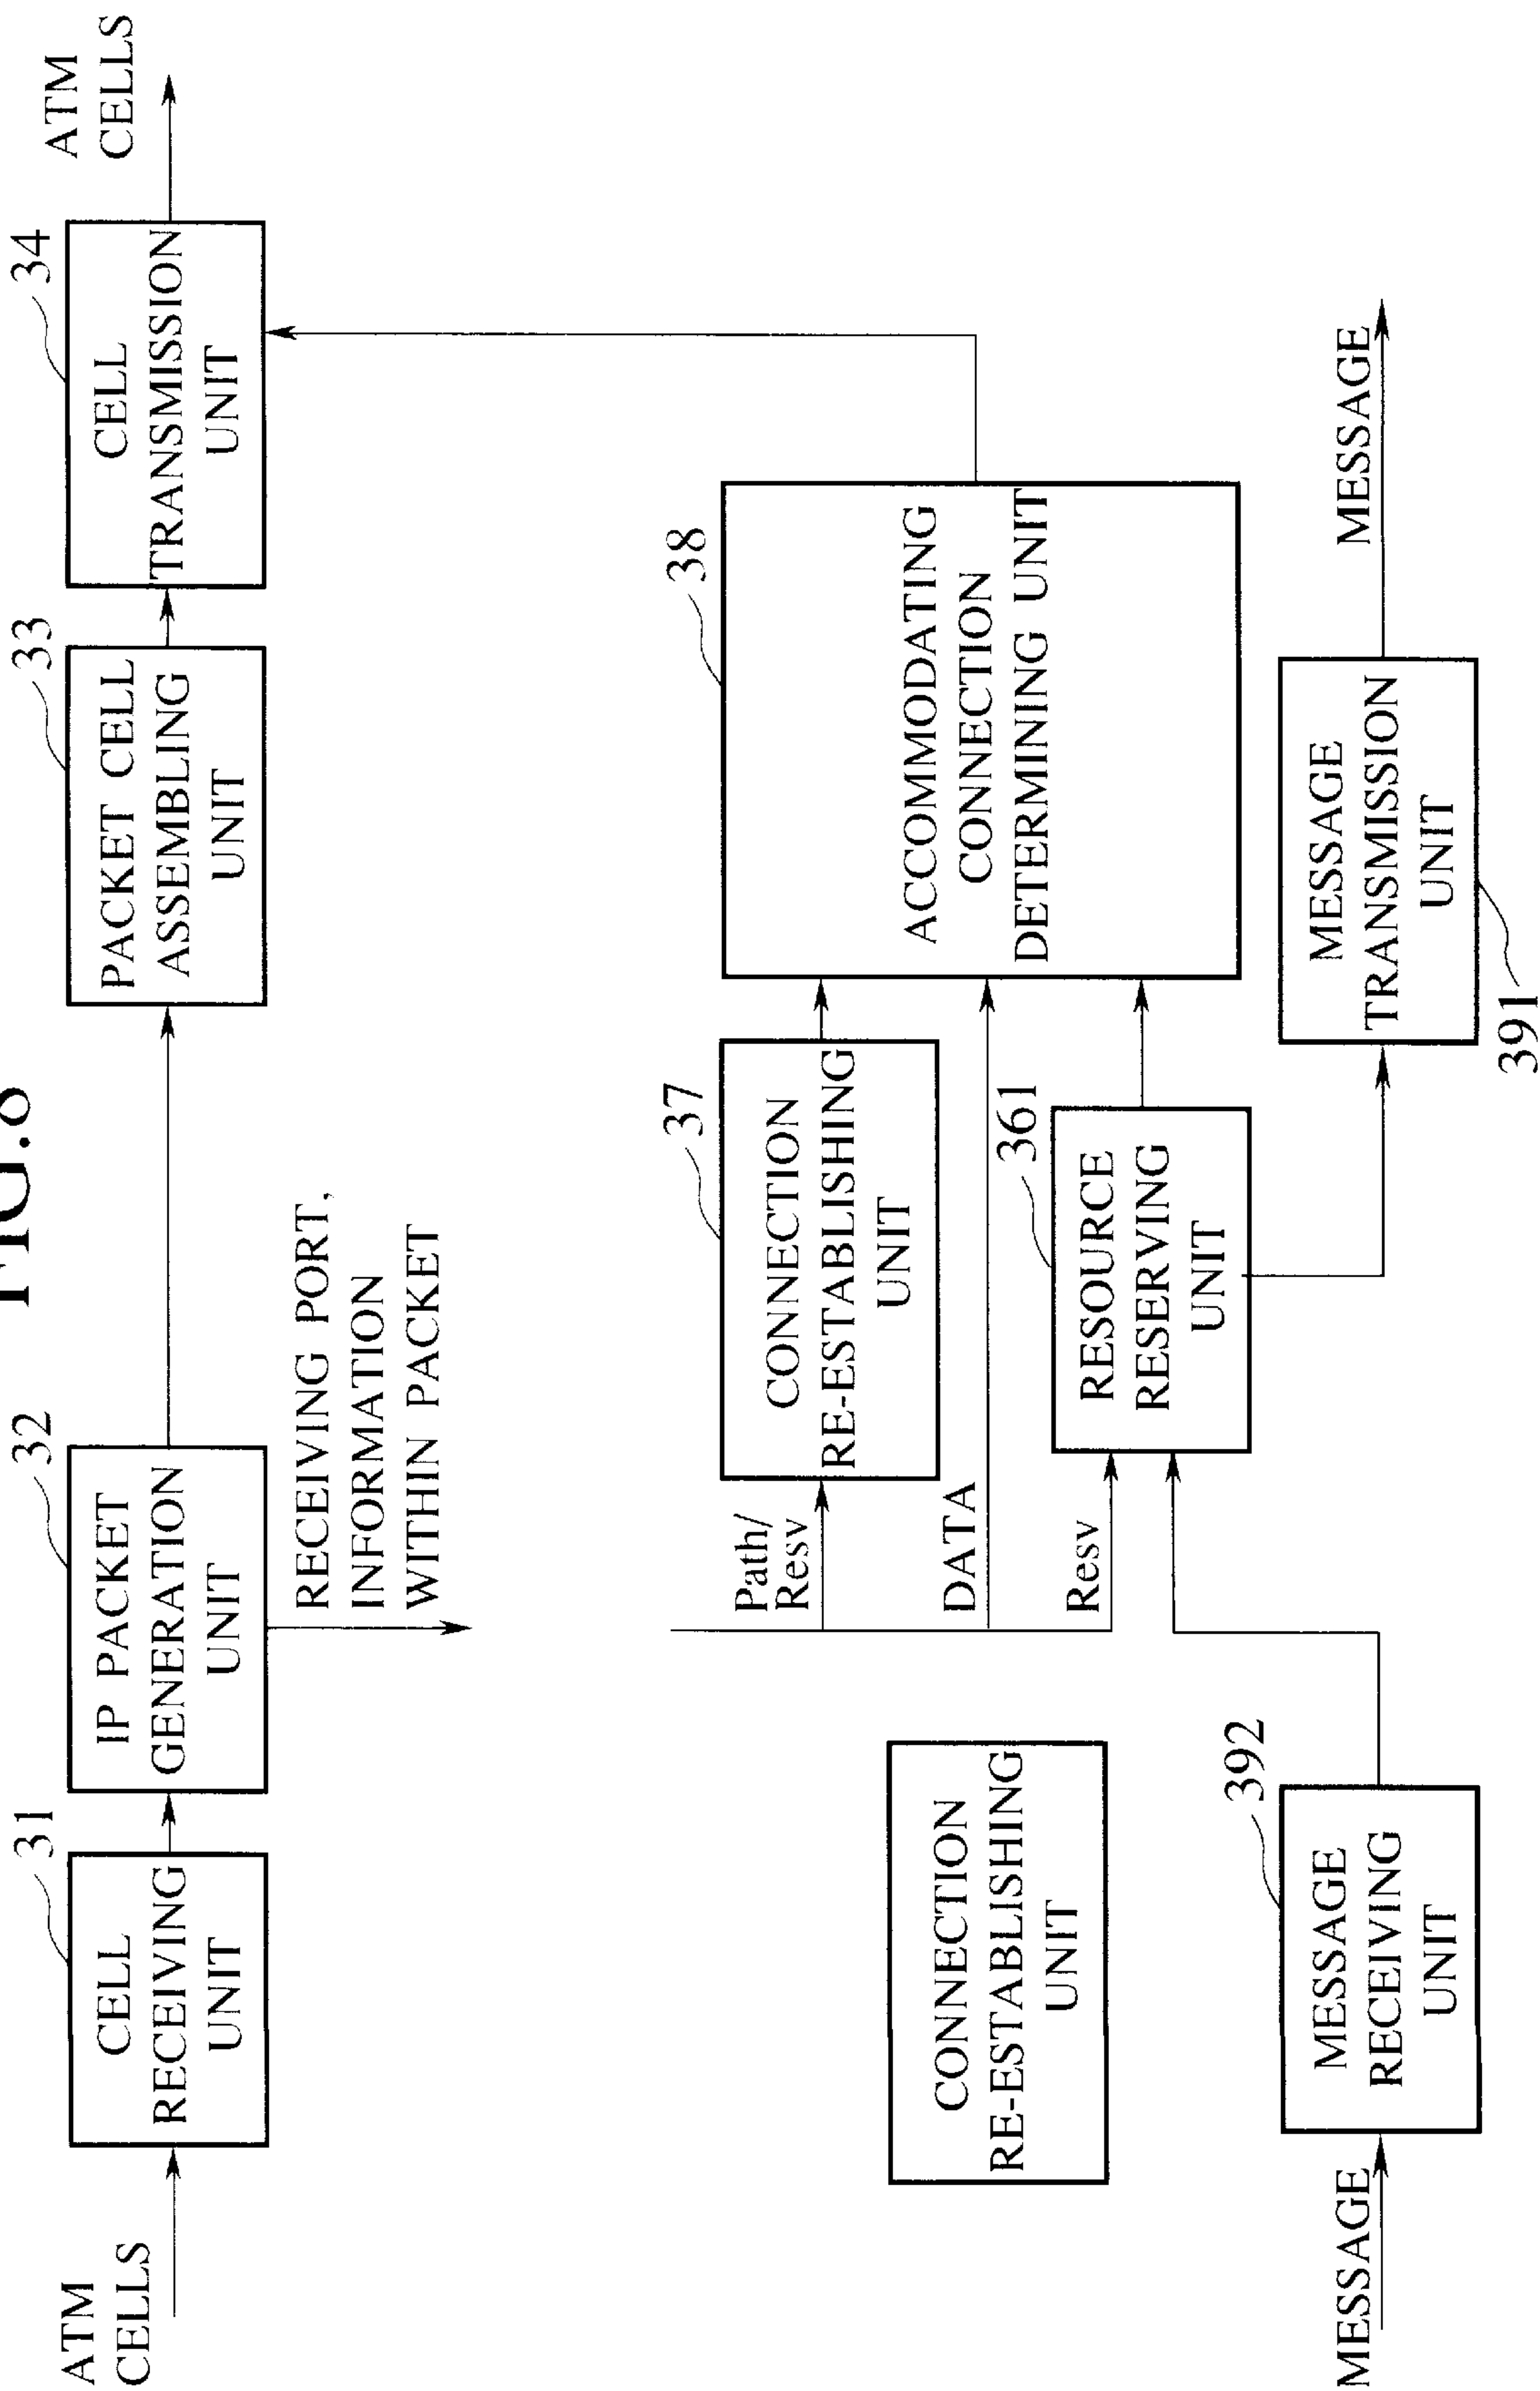 FIG.8
ATM
CELLS
31
CELL
RECEIVING
UNIT
32
IP PACKET
GENERATION
UNIT
33
PACKET CELL
ASSEMBLING
UNIT
34
CELL
TRANSMISSION
UNIT
ATM
CELLS
RECEIVING PORT,
INFORMATION
WITHIN PACKET
Path/
Resv
37
CONNECTION
RE-ESTABLISHING
UNIT
38
ACCOMMODATING
CONNECTION
DETERMINING UNIT
DATA
CONNECTION
RE-ESTABLISHING
UNIT
Resv
361
RESOURCE
RESERVING
UNIT
MESSAGE
392
MESSAGE
RECEIVING
UNIT
MESSAGE
TRANSMISSION
UNIT
391
MESSAGE